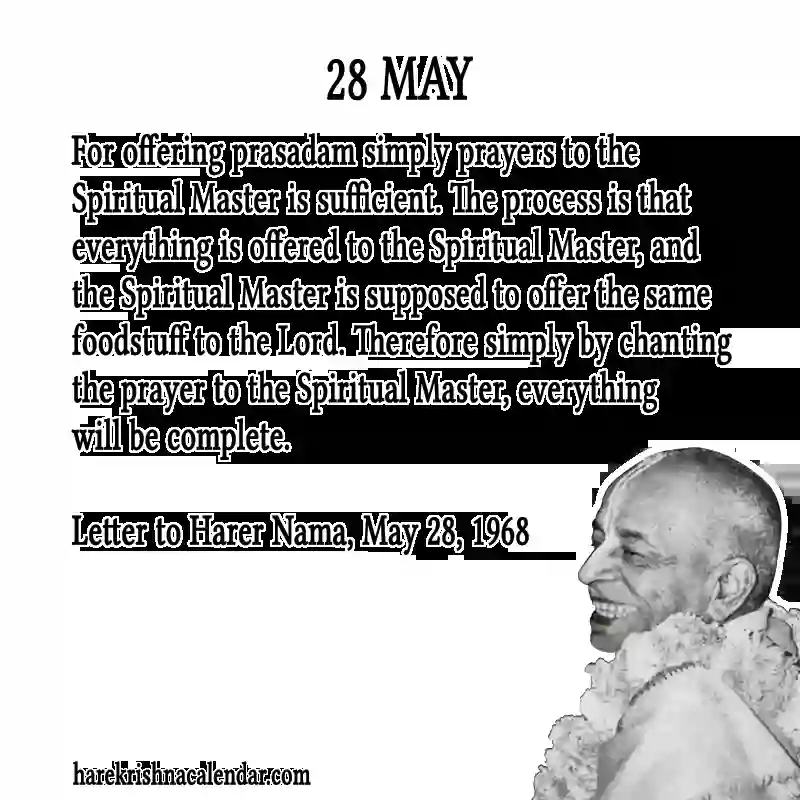 28 MAY
For offering prasadam simply prayers to the
Spiritual Master is sufficient. The process is that
everything is offered to the Spiritual Master, and
the Spiritual Master is supposed to offer the same
foodstuff to the Lord. Therefore simply by chanting
the prayer to the Spiritual Master, everything
will be complete.
Letter to Harer Nama, May 28, 1968
harekrishnacalendar.com